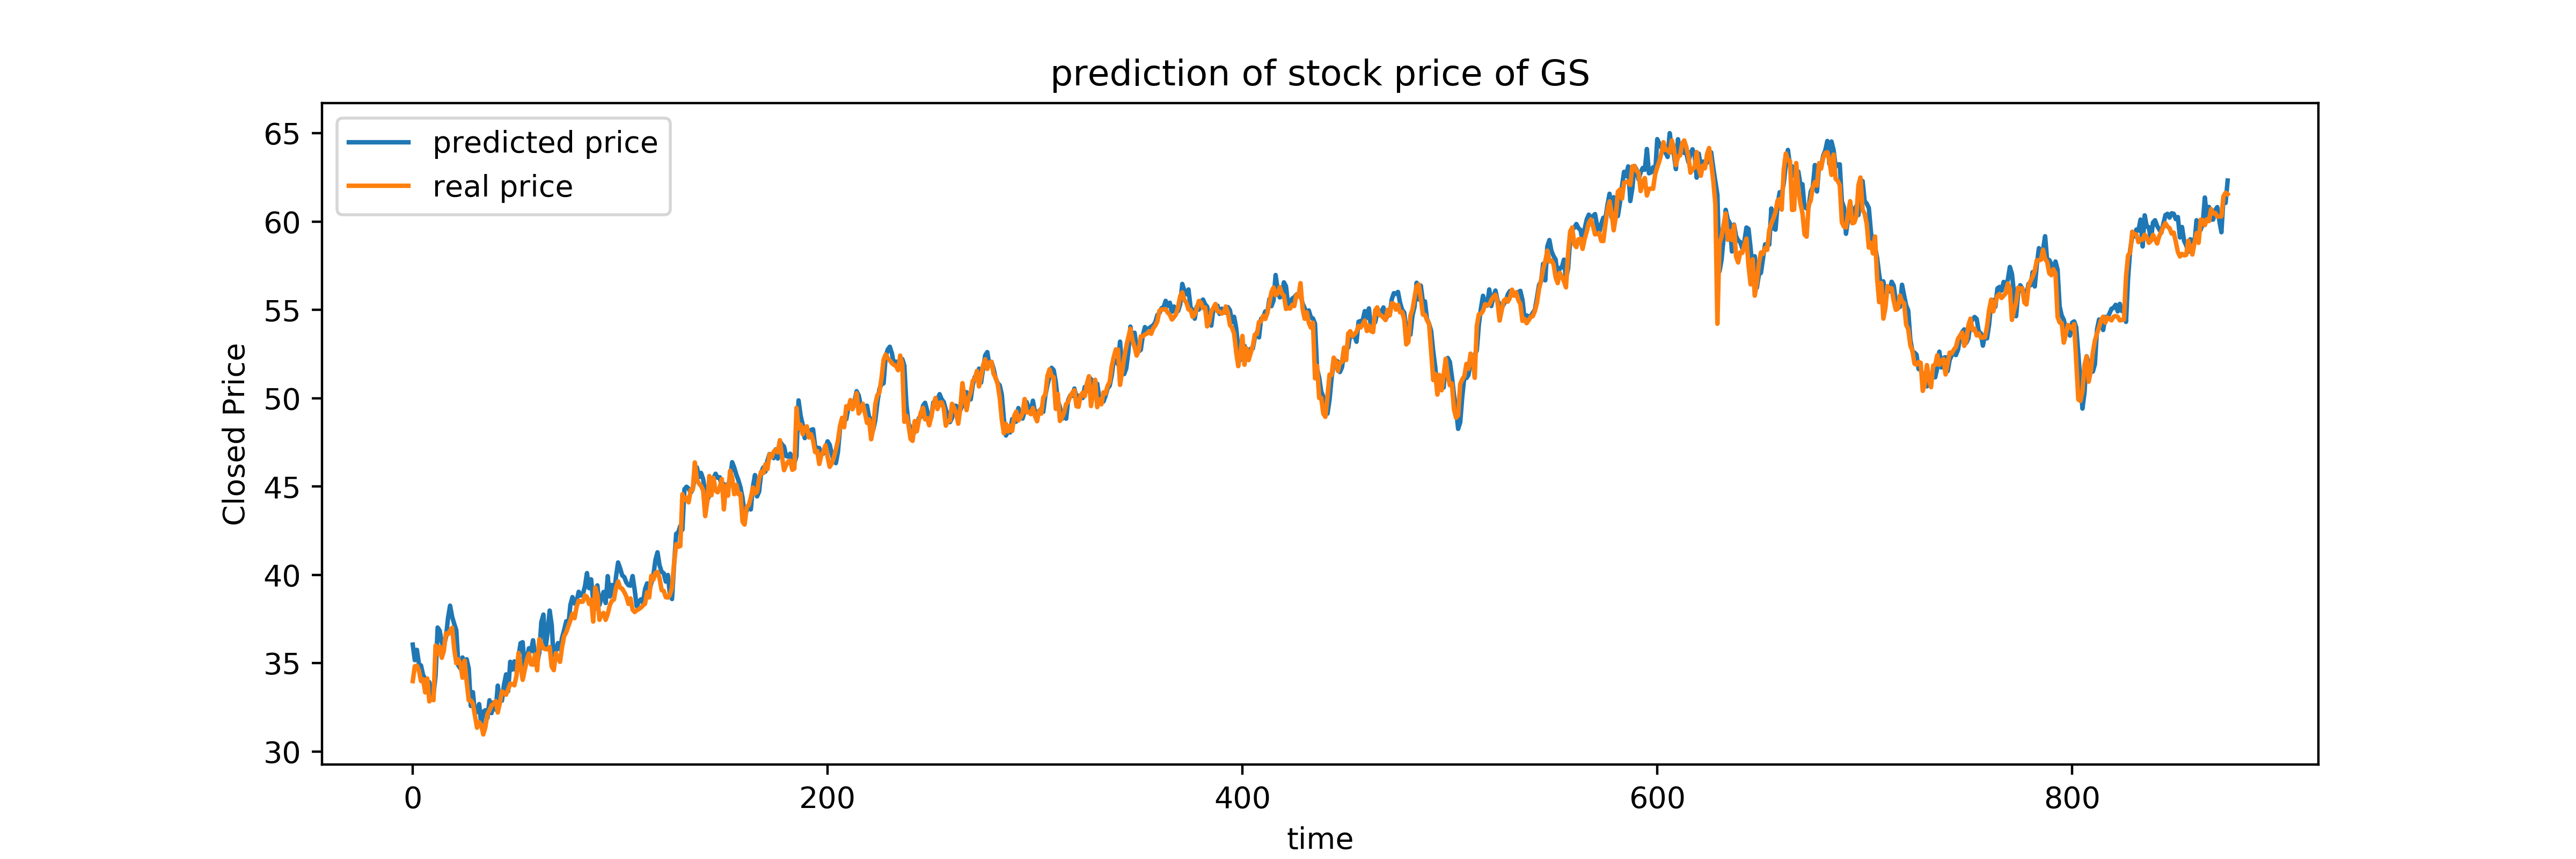 prediction of stock price of GS
predicted price
real price
65
60
55
50
45
40
35
30
Closed Price
0 200 400 600 800
time